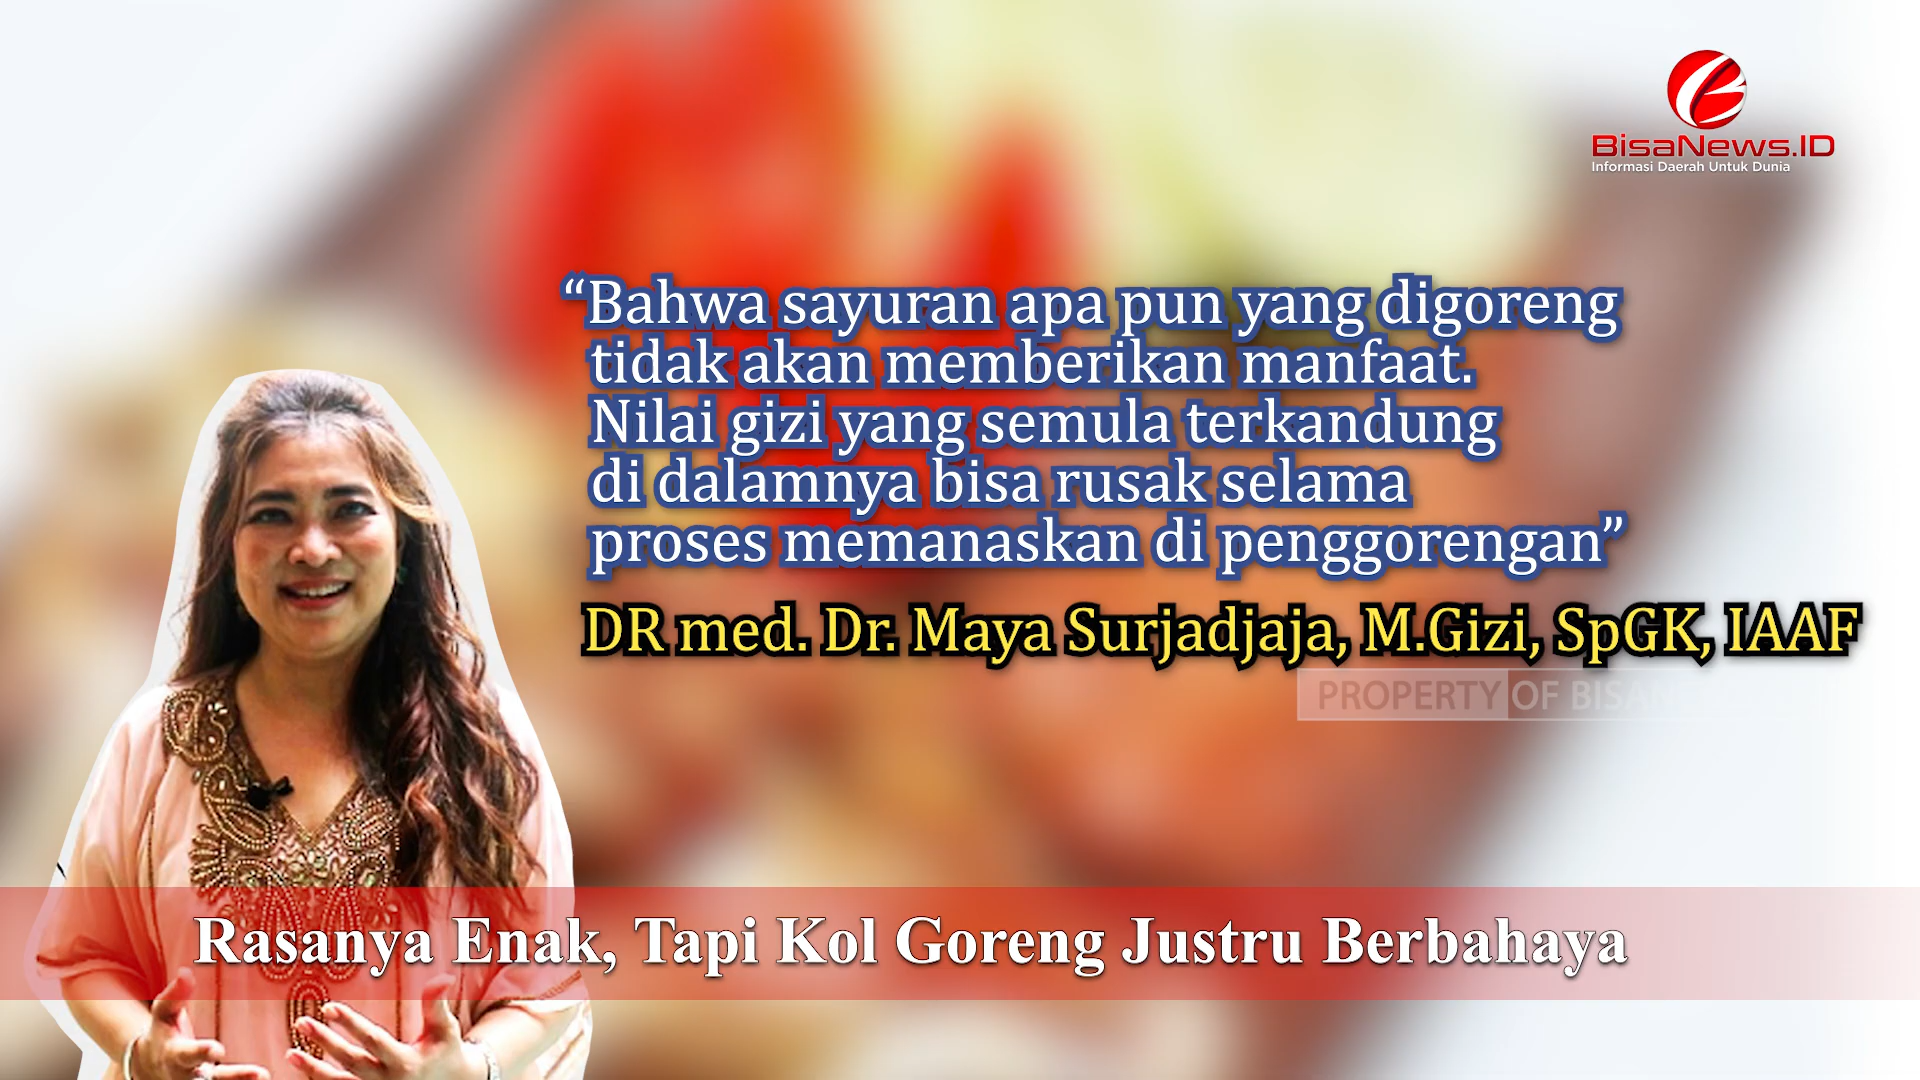 BisaNews.ID
Informasi Daerah Untuk Dunia
“Bahwa sayuran apa pun yang digoreng
tidak akan memberikan manfaat.
Nilai gizi yang semula terkandung
di dalamnya bisa rusak selama
proses memanaskan di penggorengan”
DR med. Dr. Maya Surjadjaja, M.Gizi, SpGK, IAAF
PROPERTY OF
Rasanya Enak, Tapi Kol Goreng Justru Berbahaya